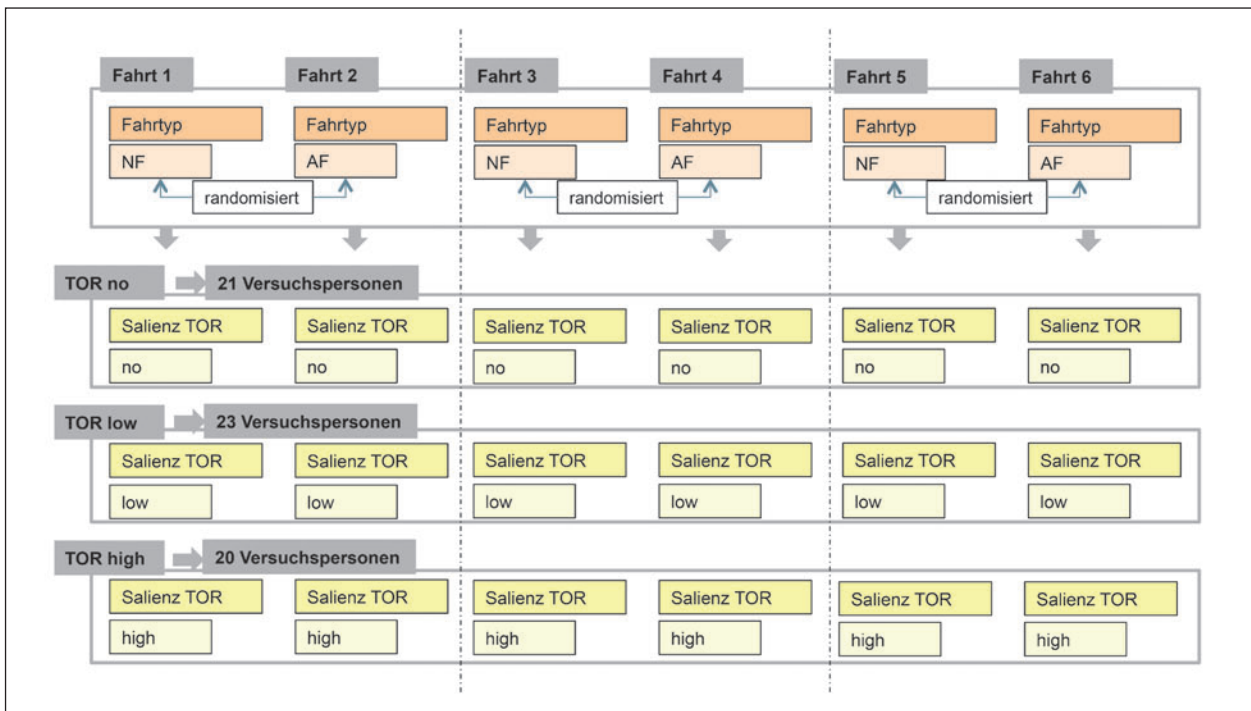 Fahrt 1 Fahrt 2 Fahrt 3 Fahrt 4 Fahrt 5 Fahrt 6
Fahrtyp Fahrtyp Fahrtyp Fahrtyp Fahrtyp Fahrtyp
NF AF NF AF NF AF
randomisiert randomisiert randomisiert
TOR no 21 Versuchspersonen
Salienz TOR Salienz TOR Salienz TOR Salienz TOR Salienz TOR Salienz TOR
no no no no no no
TOR low 23 Versuchspersonen
Salienz TOR Salienz TOR Salienz TOR Salienz TOR Salienz TOR Salienz TOR
low low low low low low
TOR high 20 Versuchspersonen
Salienz TOR Salienz TOR Salienz TOR Salienz TOR Salienz TOR Salienz TOR
high high high high high high